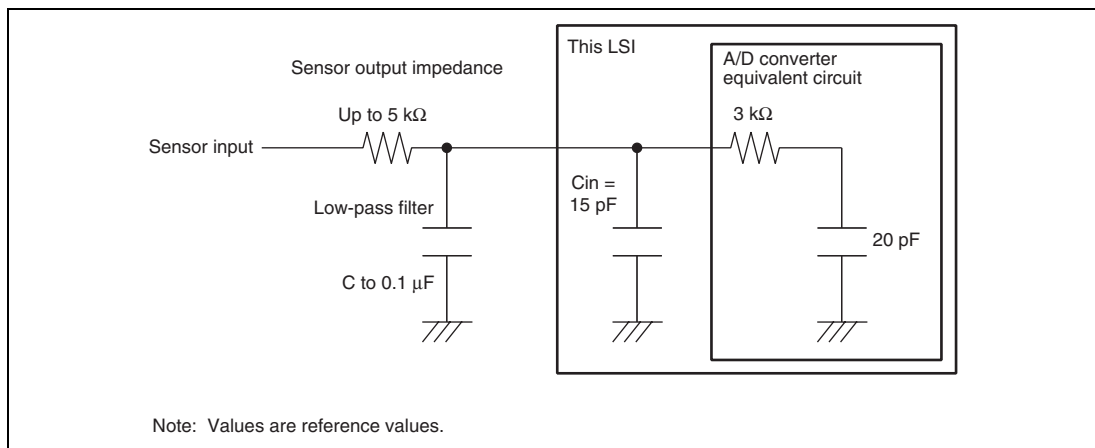 This LSI
A/D converter
equivalent circuit
Sensor output impedance
Up to 5 kΩ
3 kΩ
Sensor input
Cin =
15 pF
Low-pass filter
20 pF
C to 0.1 μF
Note: Values are reference values.